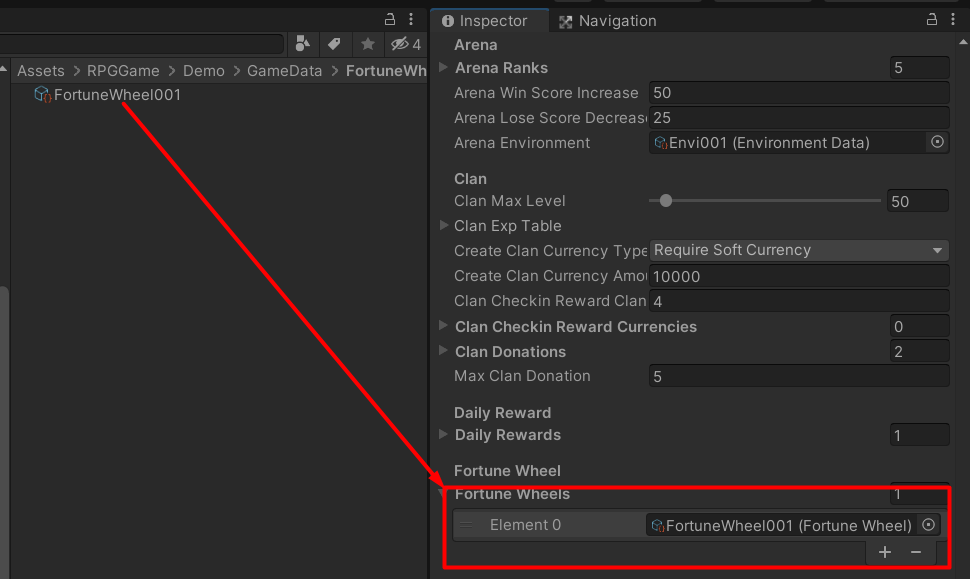 Inspector
Navigation
4
Assets > RPGGame > Demo > GameData > FortuneWh
FortuneWheel001
Arena
Arena Ranks 5
Arena Win Score Increase 50
Arena Lose Score Decreas 25
Arena Environment Envi001 (Environment Data)
Clan
Clan Max Level 50
Clan Exp Table
Create Clan Currency Type Require Soft Currency
Create Clan Currency Amou 10000
Clan Checkin Reward Clan 4
Clan Checkin Reward Currencies 0
Clan Donations 2
Max Clan Donation 5
Daily Reward
Daily Rewards 1
Fortune Wheel
Fortune Wheels 1
Element 0 FortuneWheel001 (Fortune Wheel)
+ −